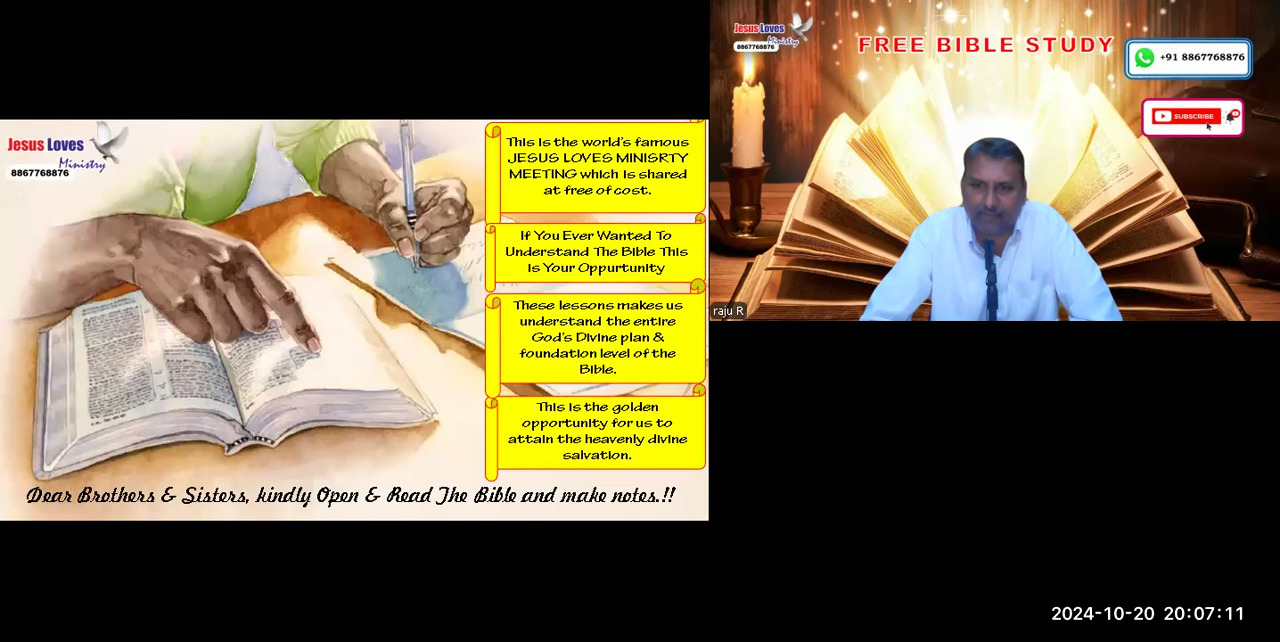 Jesus Loves
Ministry
8867768876
This is the world's famous
JESUS LOVES MINISRTY
MEETING which is shared
at free of cost.
If You Ever Wanted To
Understand The Bible This
Is Your Oppurtunity
These lessons makes us
understand the entire
God's Divine plan &
foundation level of the
Bible.
This is the golden
opportunity for us to
attain the heavenly divine
salvation.
Dear Brothers & Sisters, kindly Open & Read The Bible and make notes.!!
Jesus Loves
Ministry
8867768876
FREE BIBLE STUDY
+91 8867768876
SUBSCRIBE
raju R
2024-10-20 20:07:11